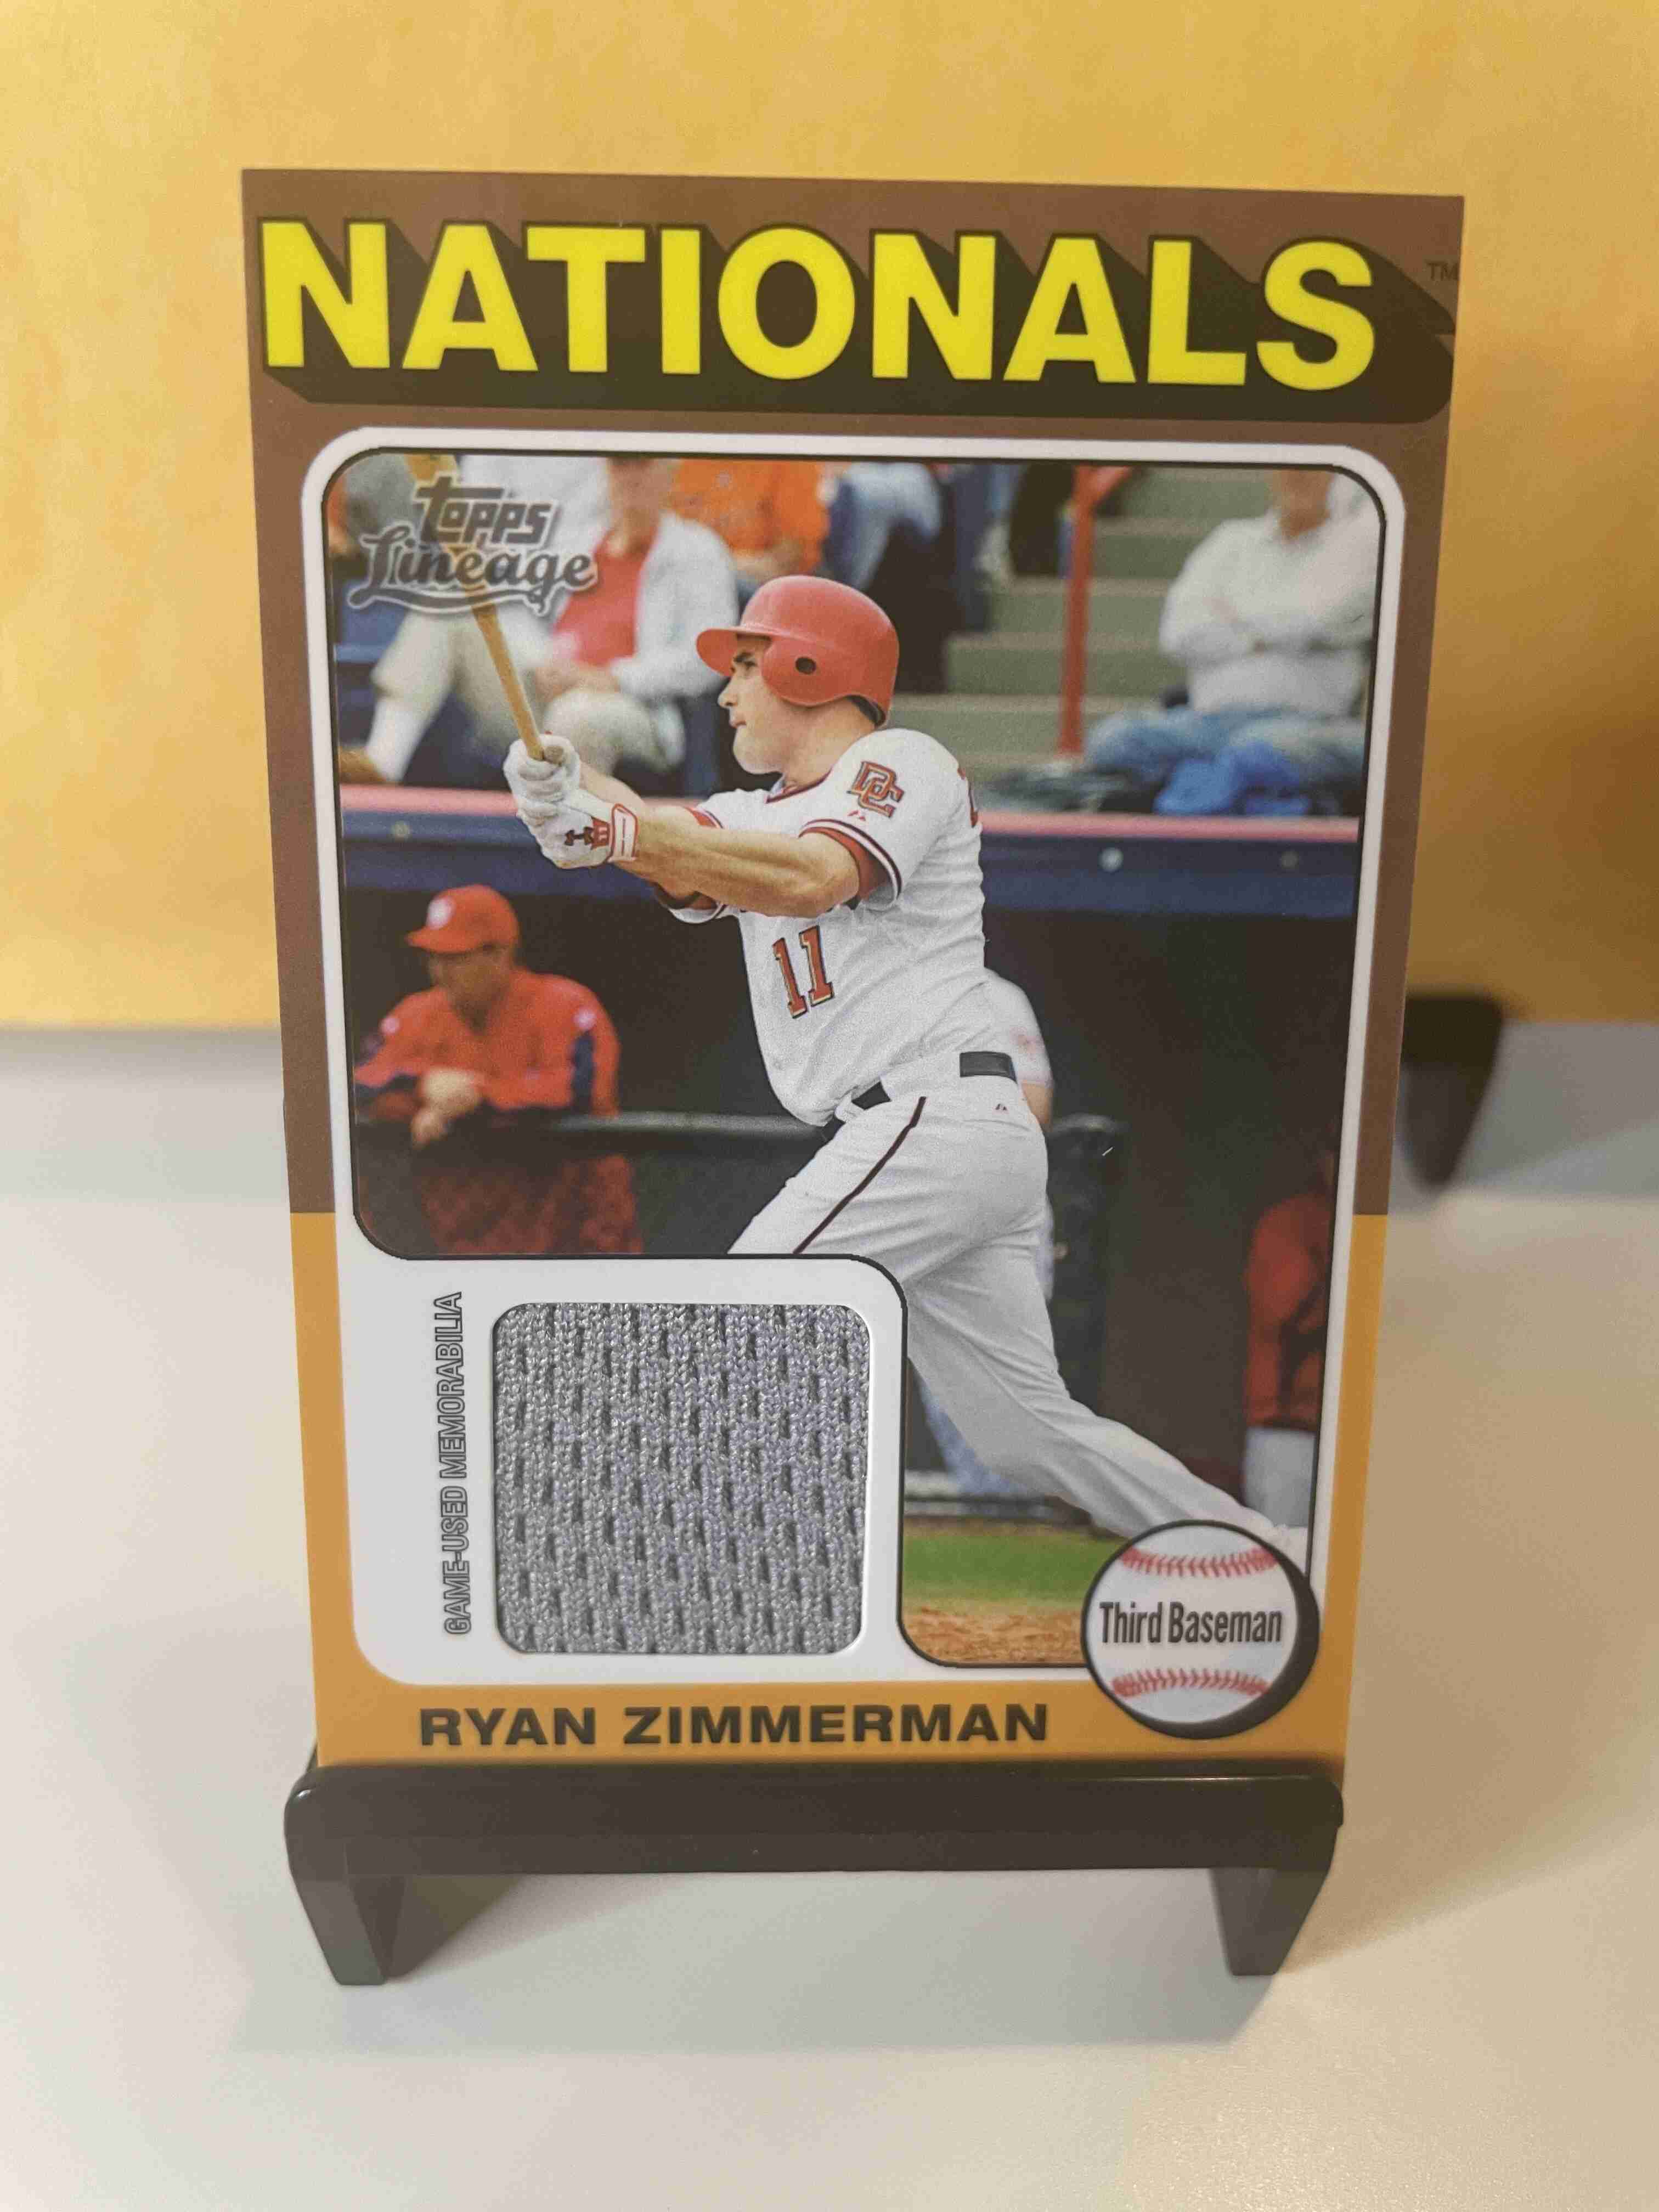 NATIONALS
TM
topps
Lineage
DC
11
GAME-USED MEMORABILIA
Third Baseman
RYAN ZIMMERMAN